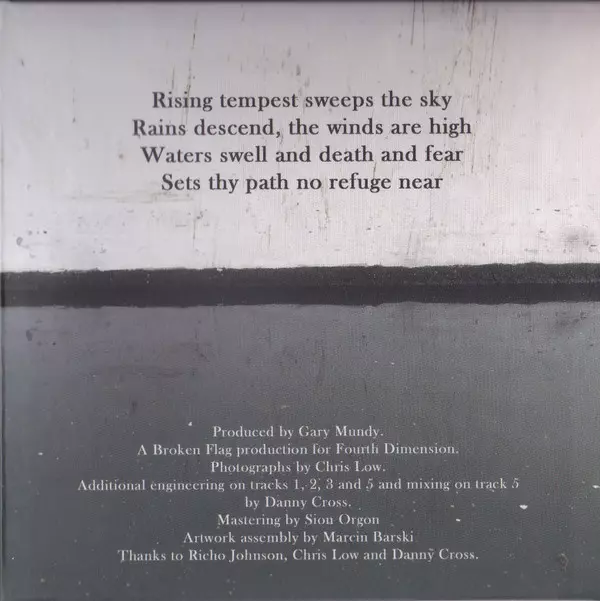 Rising tempest sweeps the sky
Rains descend, the winds are high
Waters swell and death and fear
Sets thy path no refuge near
Produced by Gary Mundy.
A Broken Flag production for Fourth Dimension.
Photographs by Chris Low.
Additional engineering on tracks 1, 2, 3 and 5 and mixing on track 5
by Danny Cross.
Mastering by Siou Orgon
Artwork assembly by Marcin Barski
Thanks to Richo Johnson, Chris Low and Danny Cross.